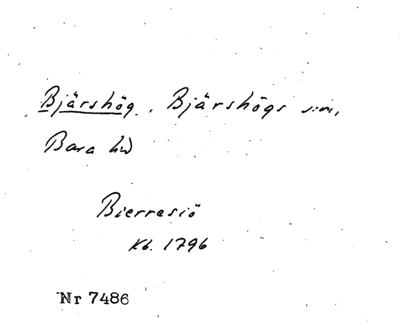 Bjärshög. Bjärshögs sn,
Bara hd
Bierresiö
Kb. 1796
Nr 7486